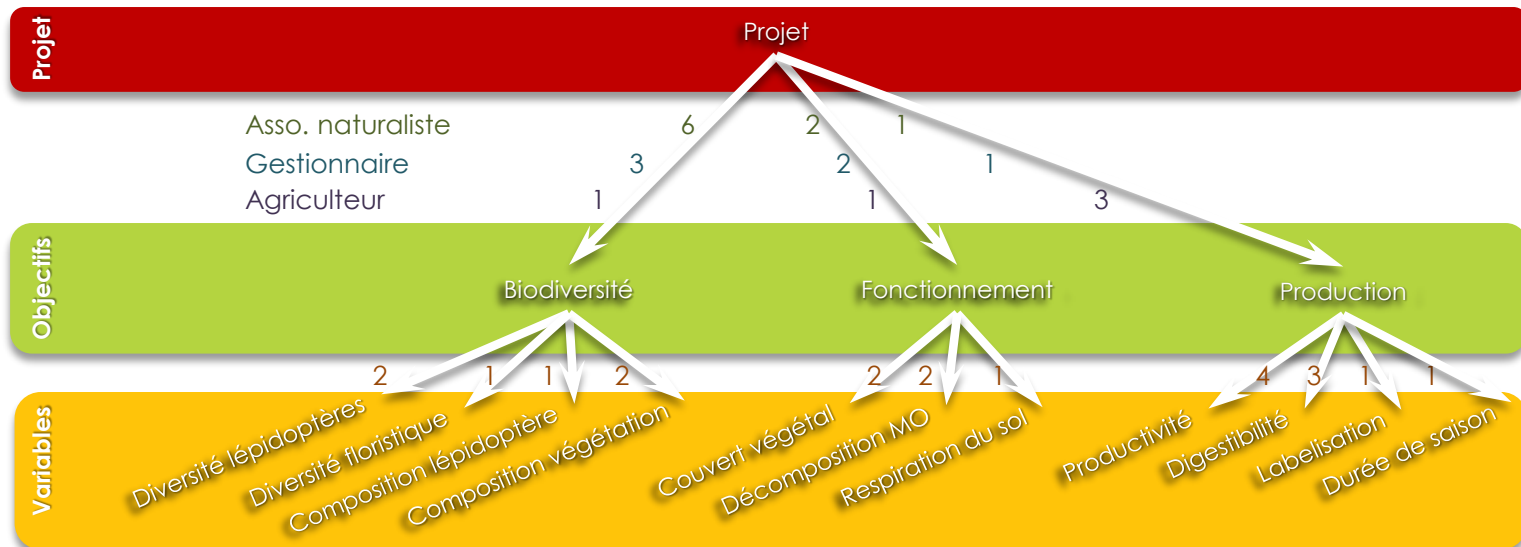 Projet
Projet
Asso. naturaliste 6 2 1
Gestionnaire 3 2 1
Agriculteur 1 1 3
Objectifs
Biodiversité Fonctionnement Production
2 1 1 2 2 2 1 4 3 1 1
Variables
Diversité lépidoptères
Diversité floristique
Composition lépidoptère
Composition végétation
Couvert végétal
Décomposition MO
Respiration du sol
Productivité
Digestibilité
Labelisation
Durée de saison